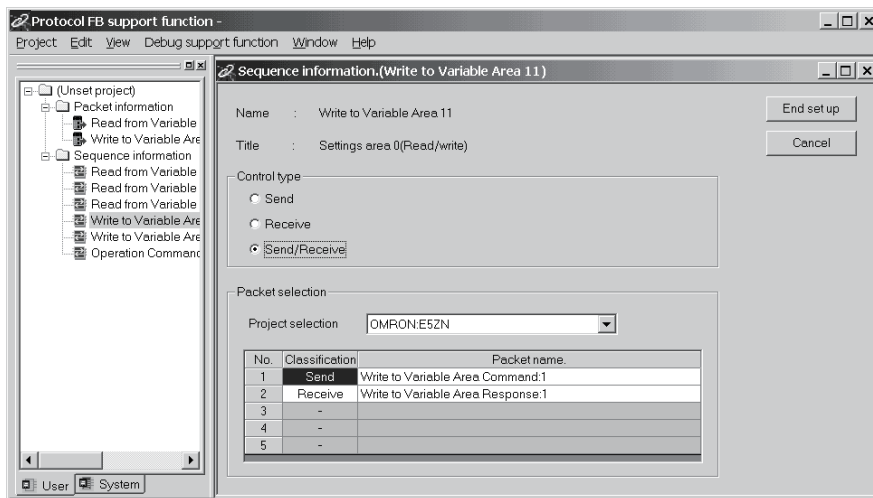 Protocol FB support function -
Project Edit View Debug support function Window Help
(Unset project)
Packet information
Read from Variable
Write to Variable Are
Sequence information
Read from Variable
Read from Variable
Read from Variable
Write to Variable Are
Write to Variable Are
Operation Command
User System
Sequence information.(Write to Variable Area 11)
Name : Write to Variable Area 11
End set up
Title : Settings area 0(Read/write)
Cancel
Control type
Send
Receive
Send/Receive
Packet selection
Project selection OMRON:E5ZN
No. Classification Packet name.
1 Send Write to Variable Area Command:1
2 Receive Write to Variable Area Response:1
3 -
4 -
5 -